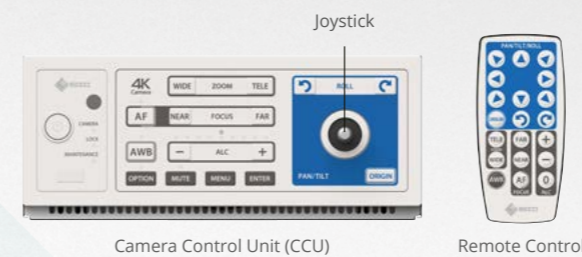 Joystick
EIZO
4K
Camera
WIDE ZOOM TELE
ROLL
AF NEAR FOCUS FAR
CAMERA
LOCK
MAINTENANCE
AWB − ALC +
OPTION MUTE MENU ENTER
PAN/TILT
ORIGIN
Camera Control Unit (CCU)
PAN/TILT/ROLL
ORIGIN
TELE FAR +
WIDE NEAR −
AWB AF 0
FOCUS ALC
EIZO
Remote Control